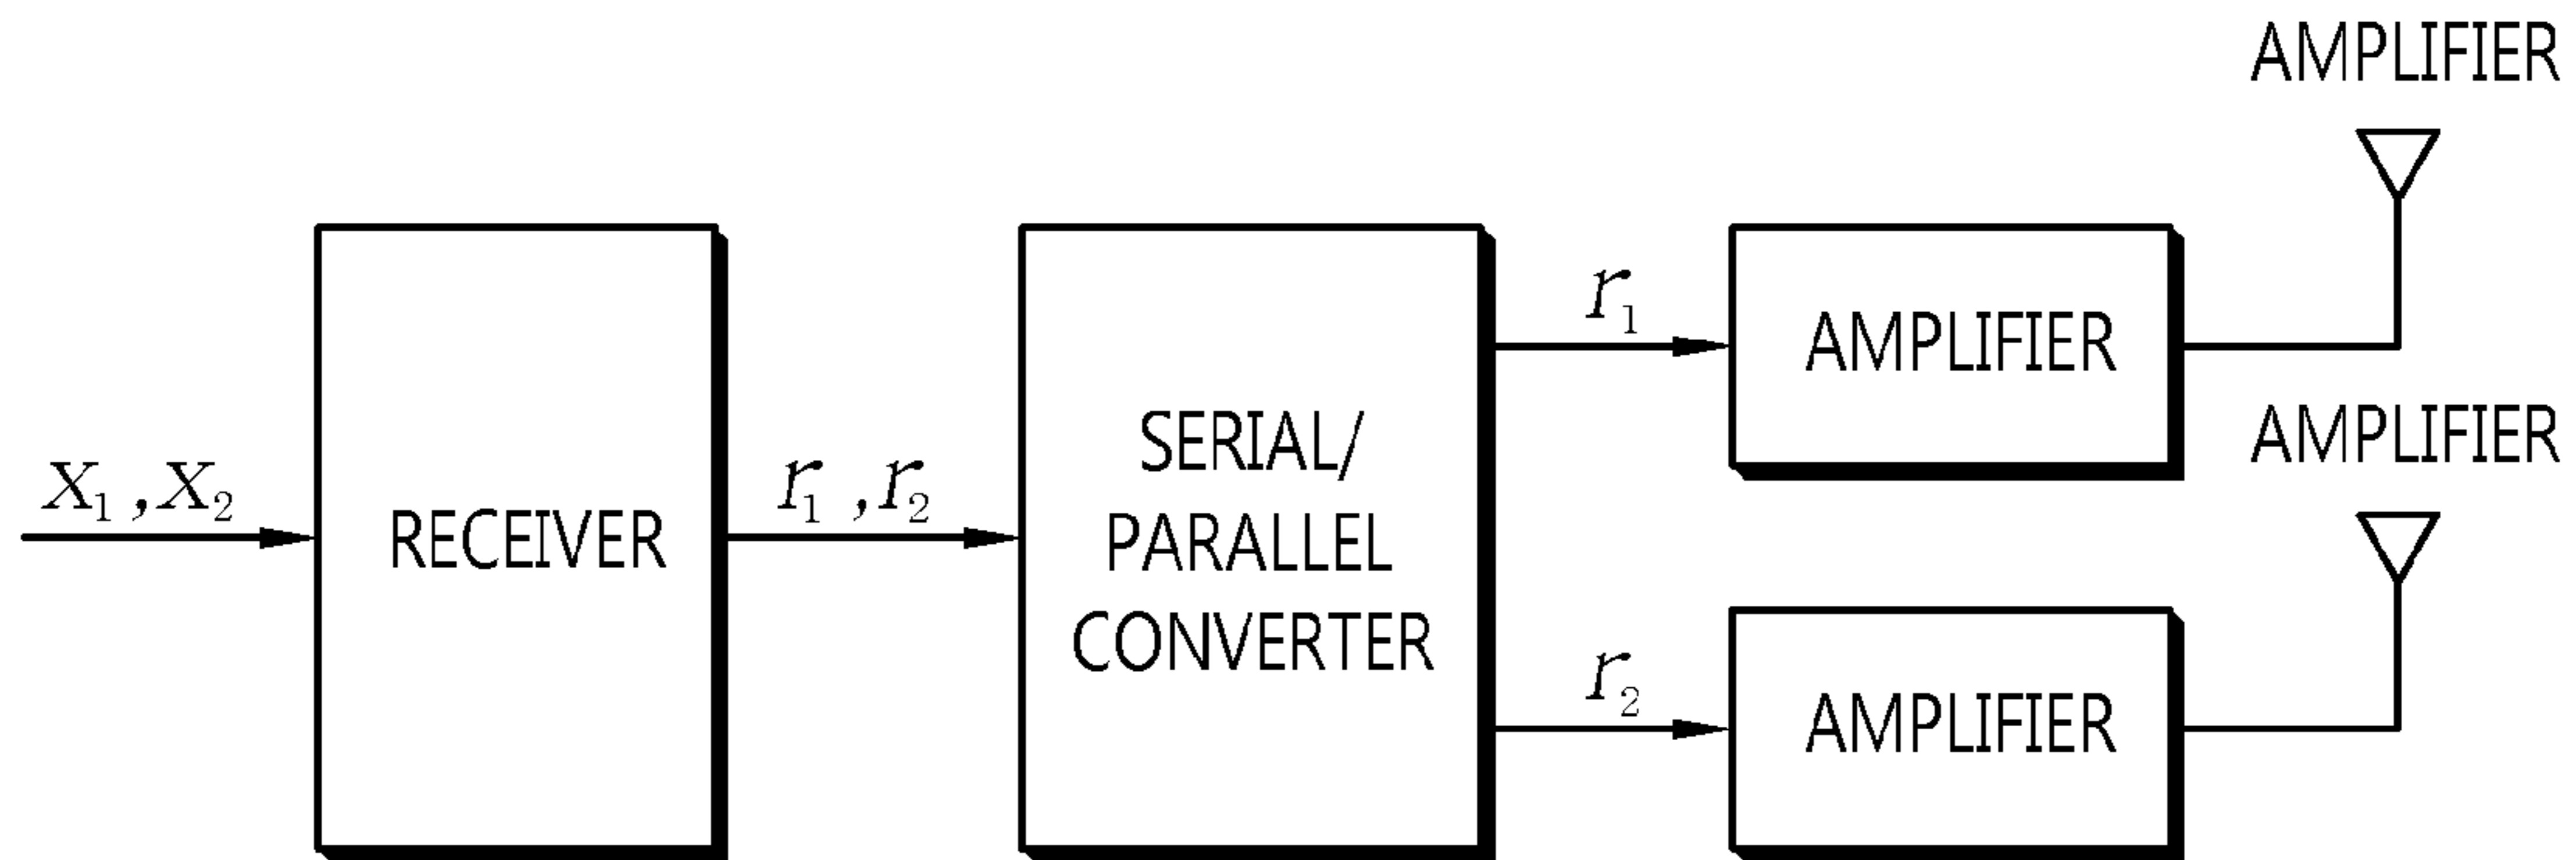 AMPLIFIER
r₁
AMPLIFIER
AMPLIFIER
x₁ ,x₂
RECEIVER
r₁ ,r₂
SERIAL/
PARALLEL
CONVERTER
r₂
AMPLIFIER